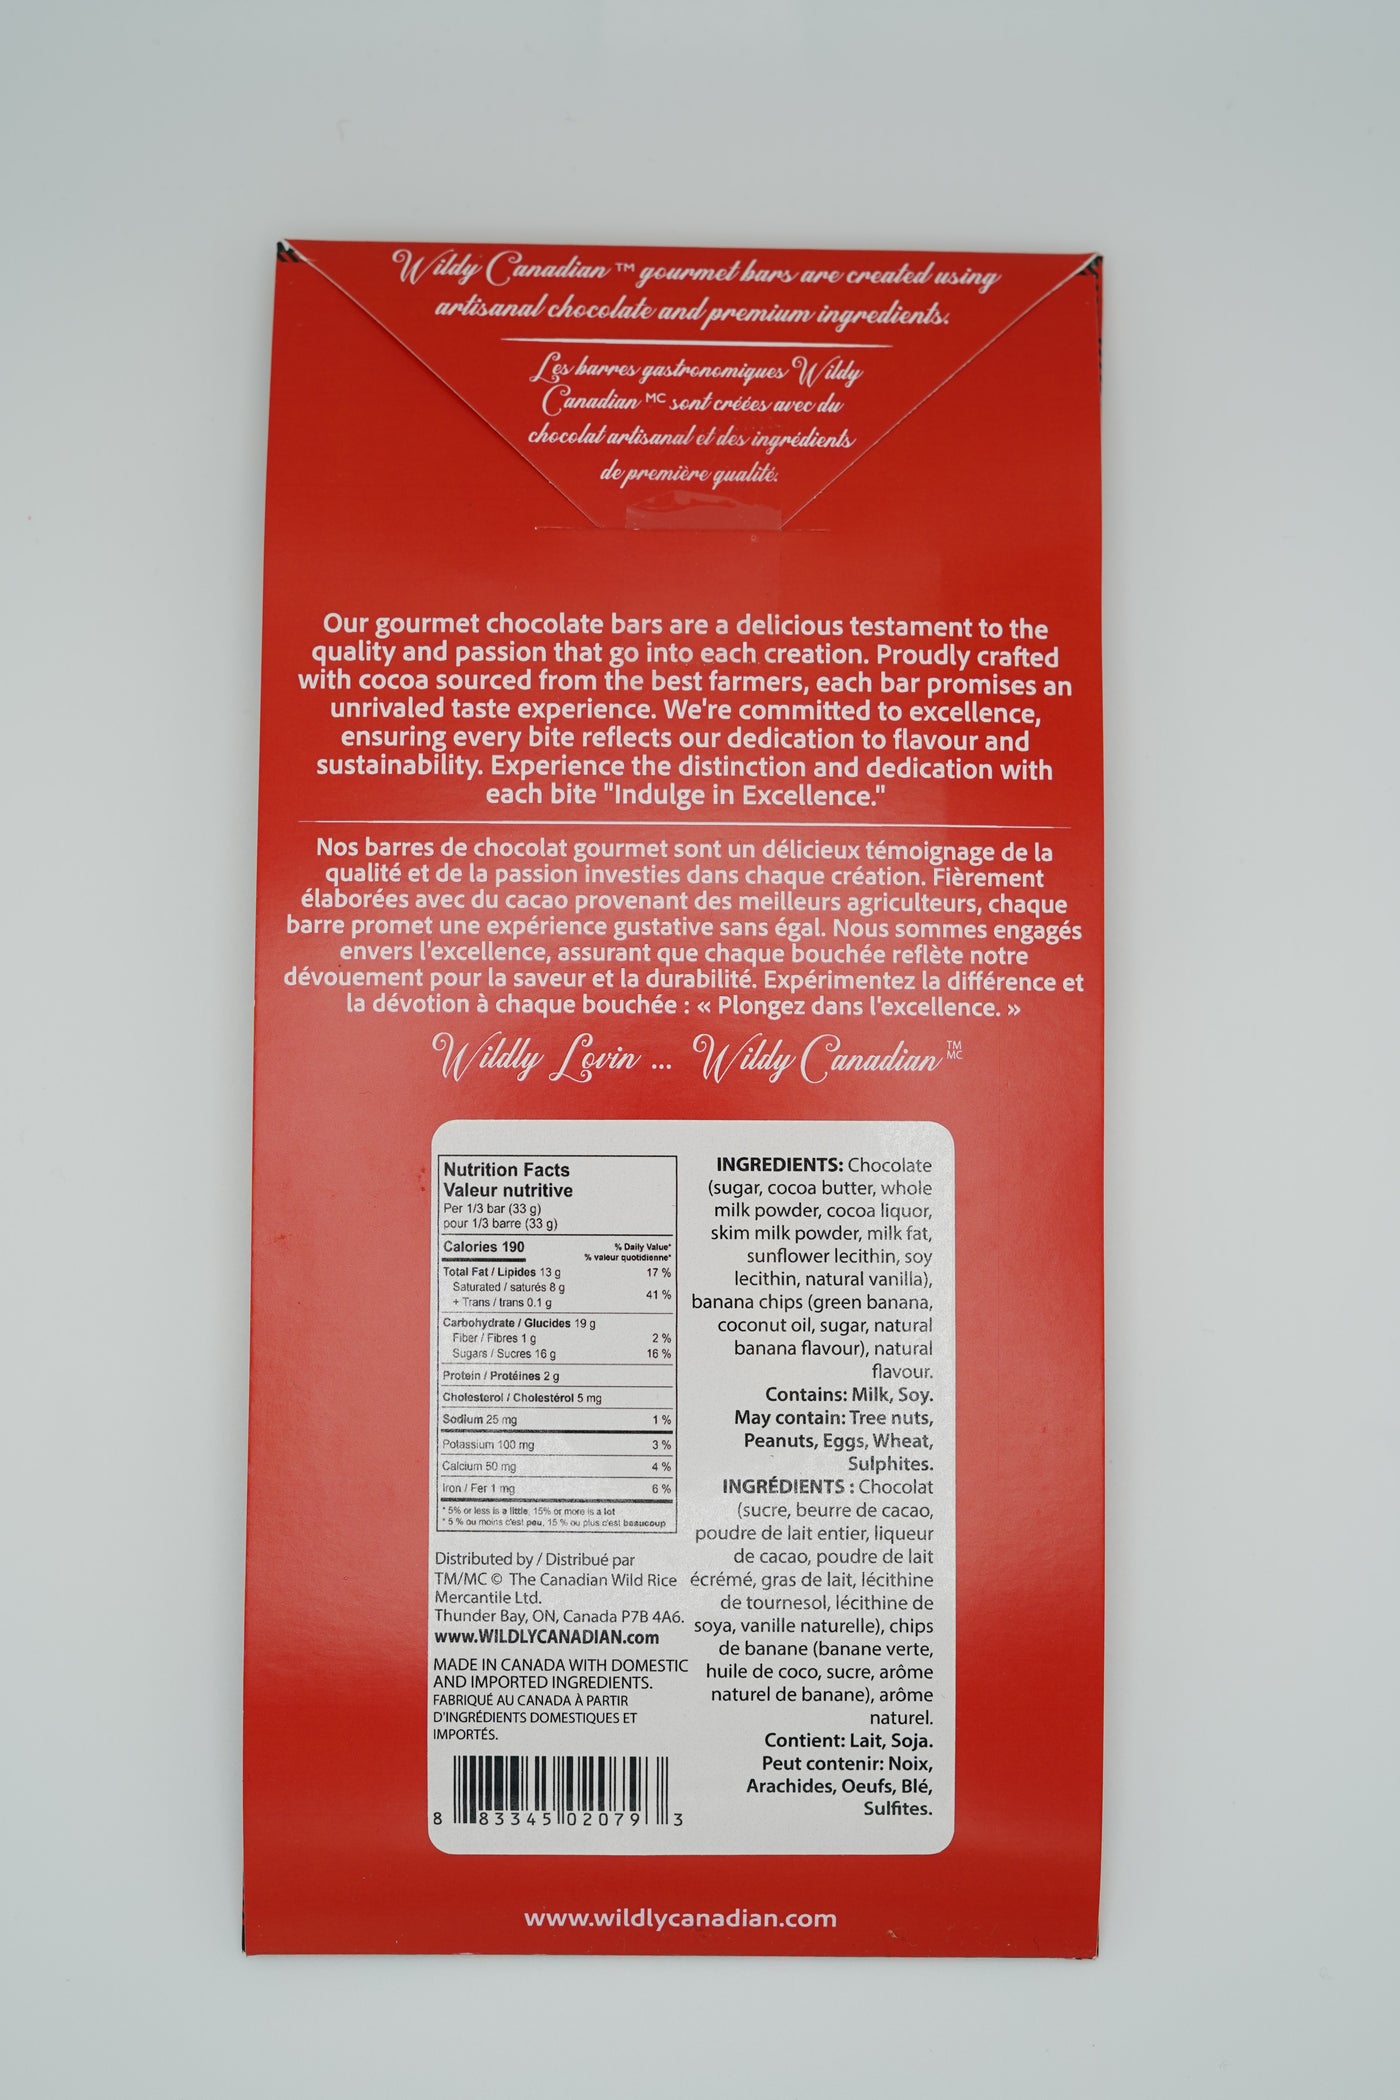 Wildy Canadian ™ gourmet bars are created using
artisanal chocolate and premium ingredients.
Les barres gastronomiques Wildy
Canadian MC sont créées avec du
chocolat artisanal et des ingrédients
de première qualité.
Our gourmet chocolate bars are a delicious testament to the
quality and passion that go into each creation. Proudly crafted
with cocoa sourced from the best farmers, each bar promises an
unrivaled taste experience. We're committed to excellence,
ensuring every bite reflects our dedication to flavour and
sustainability. Experience the distinction and dedication with
each bite "Indulge in Excellence."
Nos barres de chocolat gourmet sont un délicieux témoignage de la
qualité et de la passion investies dans chaque création. Fièrement
élaborées avec du cacao provenant des meilleurs agriculteurs, chaque
barre promet une expérience gustative sans égal. Nous sommes engagés
envers l'excellence, assurant que chaque bouchée reflète notre
dévouement pour la saveur et la durabilité. Expérimentez la différence et
la dévotion à chaque bouchée : « Plongez dans l'excellence. »
Wildly Lovin ... Wildy Canadian TM MC
Nutrition Facts
Valeur nutritive
Per 1/3 bar (33 g)
pour 1/3 barre (33 g)
Calories 190 % Daily Value*
% valeur quotidienne*
Total Fat / Lipides 13 g 17 %
Saturated / saturés 8 g
+ Trans / trans 0.1 g 41 %
Carbohydrate / Glucides 19 g
Fiber / Fibres 1 g 2 %
Sugars / Sucres 16 g 16 %
Protein / Protéines 2 g
Cholesterol / Cholestérol 5 mg
Sodium 25 mg 1 %
Potassium 100 mg 3 %
Calcium 50 mg 4 %
Iron / Fer 1 mg 6 %
* 5% or less is a little, 15% or more is a lot
* 5 % ou moins c'est peu, 15 % ou plus c'est beaucoup
Distributed by / Distribué par
TM/MC © The Canadian Wild Rice
Mercantile Ltd.
Thunder Bay, ON, Canada P7B 4A6.
www.WILDLYCANADIAN.com
MADE IN CANADA WITH DOMESTIC
AND IMPORTED INGREDIENTS.
FABRIQUÉ AU CANADA À PARTIR
D'INGRÉDIENTS DOMESTIQUES ET
IMPORTÉS.
8 83345 02079 3
INGREDIENTS: Chocolate
(sugar, cocoa butter, whole
milk powder, cocoa liquor,
skim milk powder, milk fat,
sunflower lecithin, soy
lecithin, natural vanilla),
banana chips (green banana,
coconut oil, sugar, natural
banana flavour), natural
flavour.
Contains: Milk, Soy.
May contain: Tree nuts,
Peanuts, Eggs, Wheat,
Sulphites.
INGRÉDIENTS : Chocolat
(sucre, beurre de cacao,
poudre de lait entier, liqueur
de cacao, poudre de lait
écrémé, gras de lait, lécithine
de tournesol, lécithine de
soya, vanille naturelle), chips
de banane (banane verte,
huile de coco, sucre, arôme
naturel de banane), arôme
naturel.
Contient: Lait, Soja.
Peut contenir: Noix,
Arachides, Oeufs, Blé,
Sulfites.
www.wildlycanadian.com